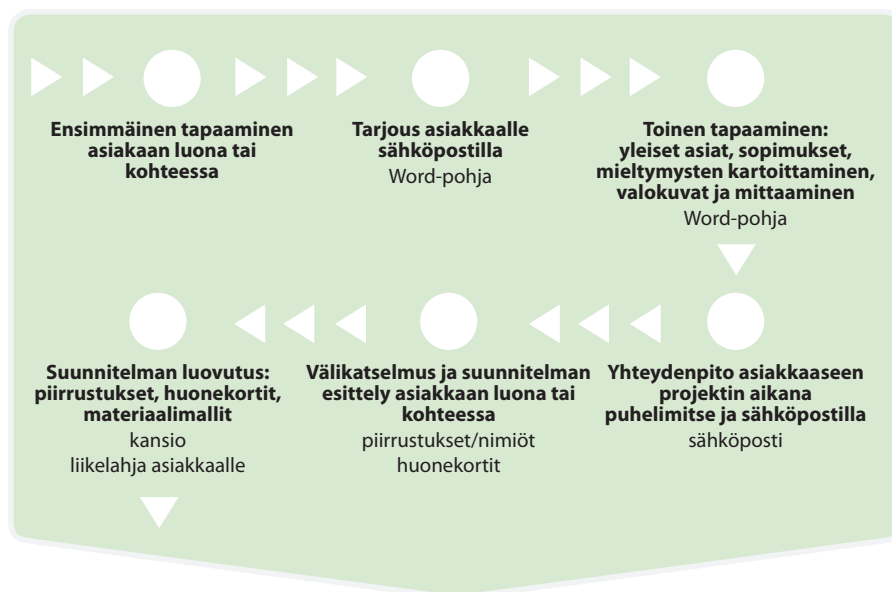 Ensimmäinen tapaaminen
asiakaan luona tai
kohteessa
Tarjous asiakkaalle
sähköpostilla
Word-pohja
Toinen tapaaminen:
yleiset asiat, sopimukset,
mieltymysten kartoittaminen,
valokuvat ja mittaaminen
Word-pohja
Suunnitelman luovutus:
piirrustukset, huonekortit,
materiaalimallit
kansio
liikelahja asiakkaalle
Välikatselmus ja suunnitelman
esittely asiakkaan luona tai
kohteessa
piirrustukset/nimiöt
huonekortit
Yhteydenpito asiakkaaseen
projektin aikana
puhelimitse ja sähköpostilla
sähköposti